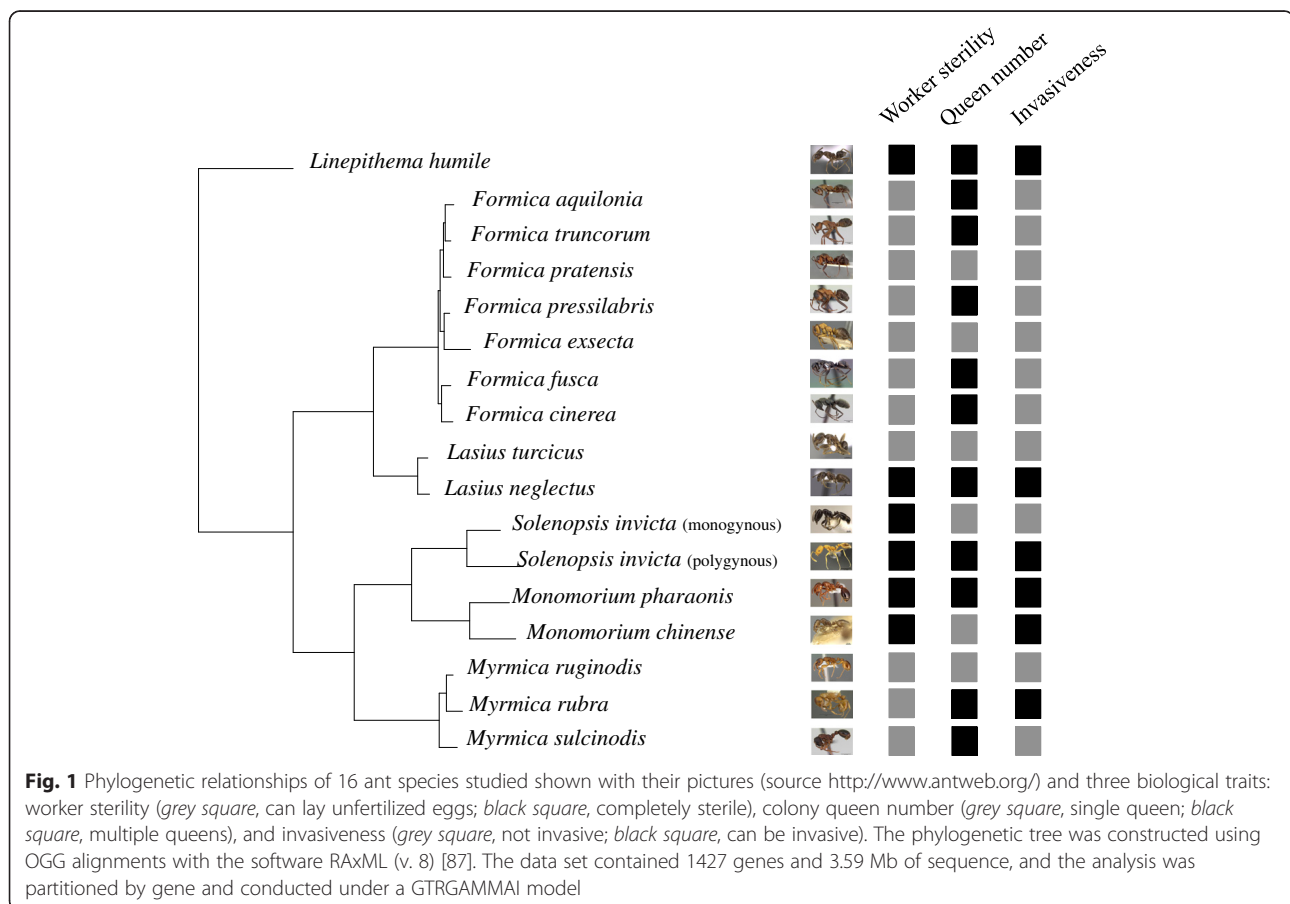 Worker sterility
Queen number
Invasiveness
Linepithema humile
Formica aquilonia
Formica truncorum
Formica pratensis
Formica pressilabris
Formica exsecta
Formica fusca
Formica cinerea
Lasius turcicus
Lasius neglectus
Solenopsis invicta (monogynous)
Solenopsis invicta (polygynous)
Monomorium pharaonis
Monomorium chinense
Myrmica ruginodis
Myrmica rubra
Myrmica sulcinodis
Fig. 1 Phylogenetic relationships of 16 ant species studied shown with their pictures (source http://www.antweb.org/) and three biological traits:
worker sterility (grey square, can lay unfertilized eggs; black square, completely sterile), colony queen number (grey square, single queen; black
square, multiple queens), and invasiveness (grey square, not invasive; black square, can be invasive). The phylogenetic tree was constructed using
OGG alignments with the software RAxML (v. 8) [87]. The data set contained 1427 genes and 3.59 Mb of sequence, and the analysis was
partitioned by gene and conducted under a GTRGAMMAI model